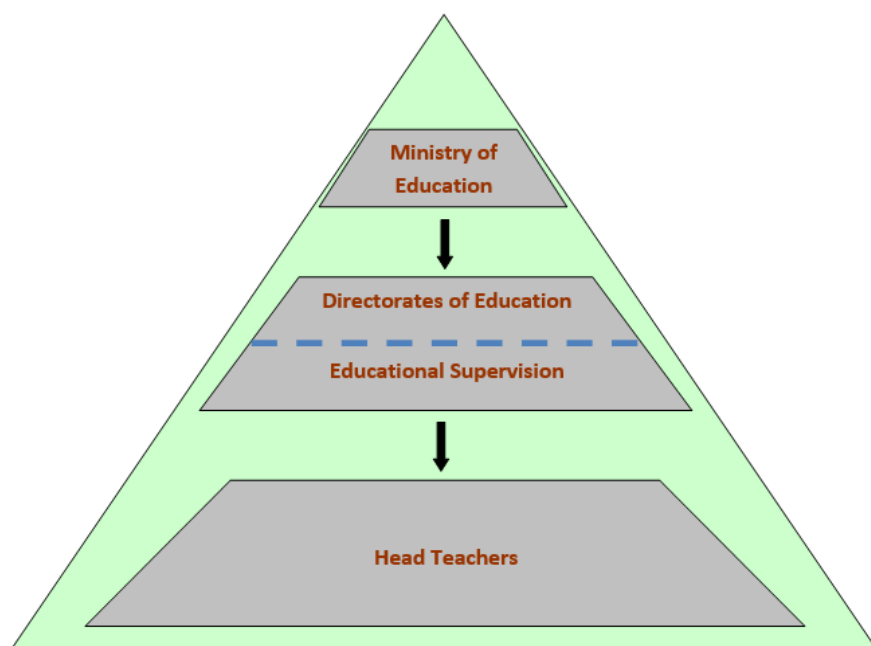 Ministry of
Education
Directorates of Education
Educational Supervision
Head Teachers